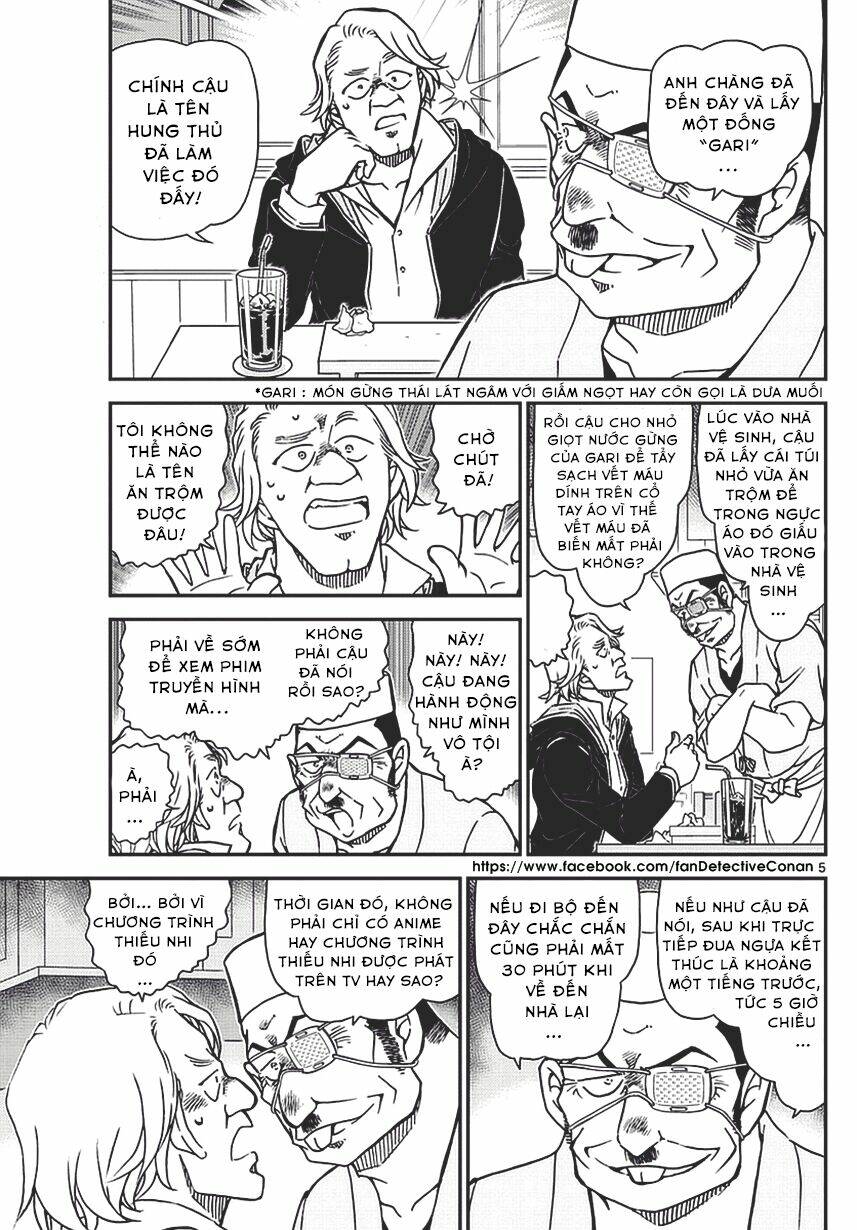 ANH CHÀNG ĐÃ
ĐẾN ĐÂY VÀ LẤY
MỘT ĐỐNG
“GARI”
...
CHÍNH CẬU
LÀ TÊN
HUNG THỦ
ĐÃ LÀM
VIỆC ĐÓ
ĐẤY!
*GARI : MÓN GỪNG THÁI LÁT NGÂM VỚI GIẤM NGỌT HAY CÒN GỌI LÀ DƯA MUỐI
LÚC VÀO NHÀ
VỆ SINH, CẬU
ĐÃ LẤY CÁI TÚI
NHỎ VỪA ĂN
TRỘM ĐỂ
TRONG NGỰC
ÁO ĐÓ GIẤU
VÀO TRONG
NHÀ VỆ
SINH
...
RỒI CẬU CHO NHỎ
GIỌT NƯỚC GỪNG
CỦA GARI ĐỂ TẨY
SẠCH VẾT MÁU
DÍNH TRÊN CỔ
TAY ÁO VÌ THẾ
VẾT MÁU ĐÃ
BIẾN MẤT PHẢI
KHÔNG?
CHỜ
CHÚT
ĐÃ!
TÔI KHÔNG
THỂ NÀO
LÀ TÊN
ĂN TRỘM
ĐƯỢC
ĐÂU!
NÀY!
NÀY! NÀY!
CẬU ĐANG
HÀNH ĐỘNG
NHƯ MÌNH
VÔ TỘI
À?
KHÔNG
PHẢI CẬU
ĐÃ NÓI
RỒI SAO?
PHẢI VỀ SỚM
ĐỂ XEM PHIM
TRUYỀN HÌNH
MÀ...
À,
PHẢI
...
https://www.facebook.com/fanDetectiveConan 5
NẾU NHƯ CẬU ĐÃ
NÓI, SAU KHI TRỰC
TIẾP ĐUA NGỰA KẾT
THÚC LÀ KHOẢNG
MỘT TIẾNG TRƯỚC,
TỨC 5 GIỜ
CHIỀU
...
NẾU ĐI BỘ ĐẾN
ĐÂY CHẮC CHẮN
CŨNG PHẢI MẤT
30 PHÚT KHI
VỀ ĐẾN
NHÀ LẠI
...
THỜI GIAN ĐÓ, KHÔNG
PHẢI CHỈ CÓ ANIME
HAY CHƯƠNG TRÌNH
THIẾU NHI ĐƯỢC PHÁT
TRÊN TV HAY SAO?
BỞI... BỞI VÌ
CHƯƠNG TRÌNH
THIẾU NHI
ĐÓ
...